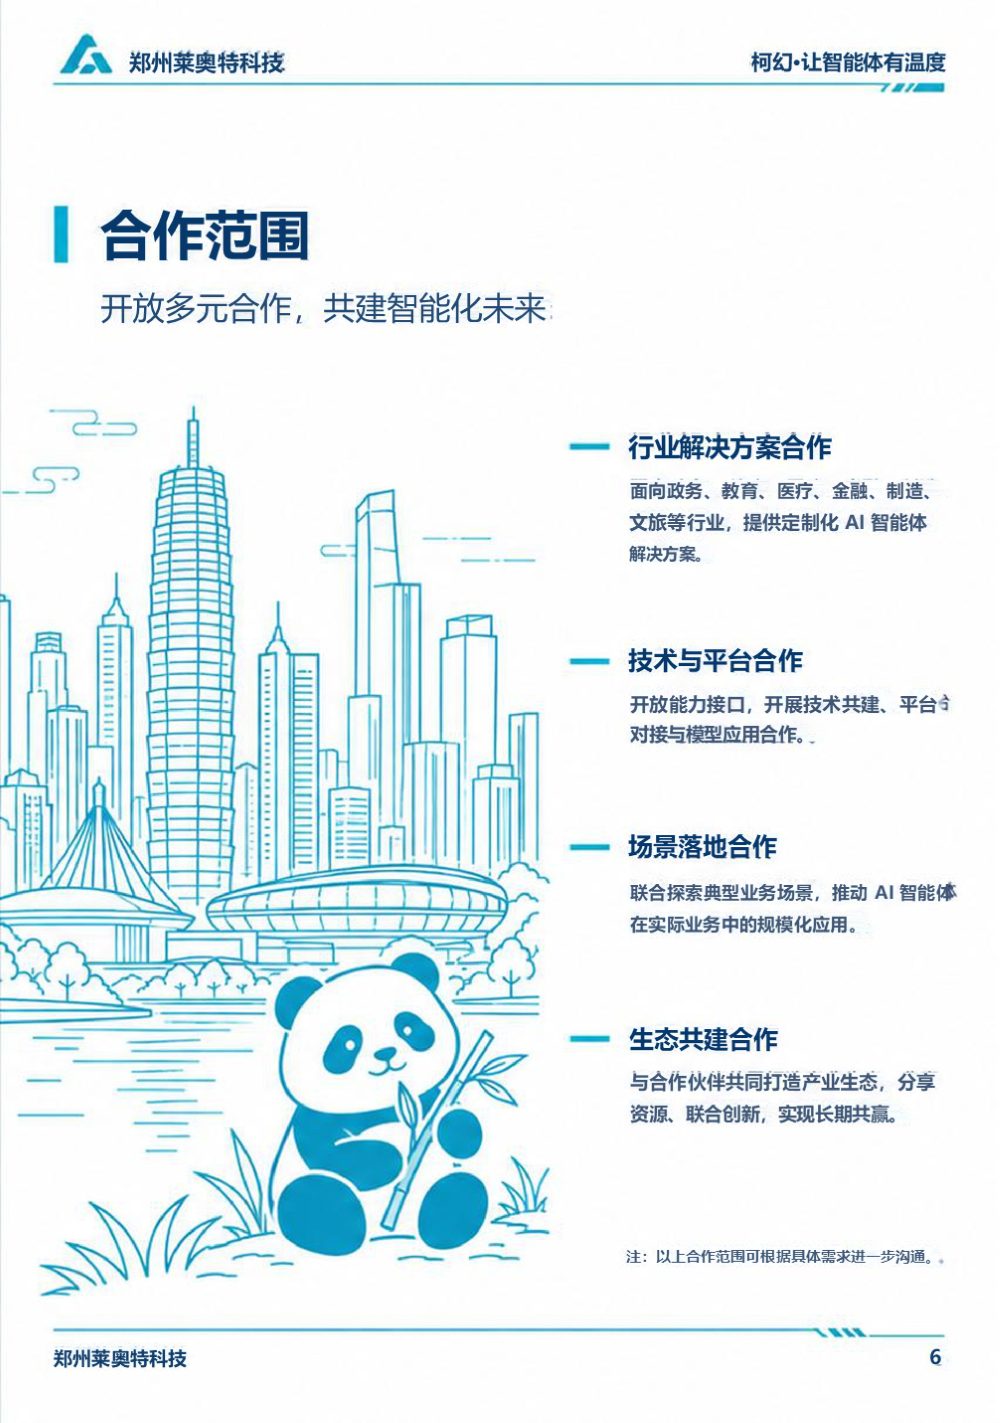 郑州莱奥特科技
柯幻·让智能体有温度
合作范围
开放多元合作，共建智能化未来
行业解决方案合作
面向政务、教育、医疗、金融、制造、
文旅等行业，提供定制化 AI 智能体
解决方案。
技术与平台合作
开放能力接口，开展技术共建、平台
对接与模型应用合作。
场景落地合作
联合探索典型业务场景，推动 AI 智能体
在实际业务中的规模化应用。
生态共建合作
与合作伙伴共同打造产业生态，分享
资源、联合创新，实现长期共赢。
注：以上合作范围可根据具体需求进一步沟通。
郑州莱奥特科技
6